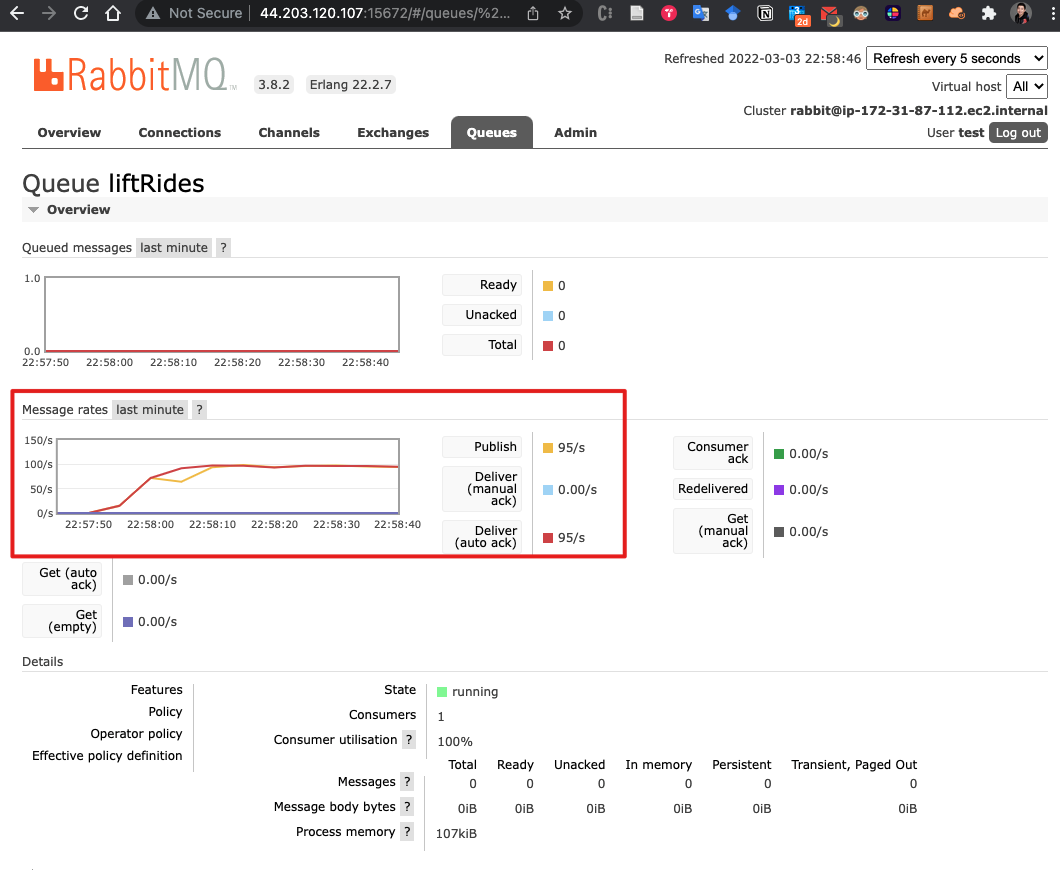 Not Secure 44.203.120.107:15672/#/queues/%2...
3
2d
RabbitMQ TM 3.8.2 Erlang 22.2.7
Refreshed 2022-03-03 22:58:46 Refresh every 5 seconds
Virtual host All
Cluster rabbit@ip-172-31-87-112.ec2.internal
User test Log out
Overview Connections Channels Exchanges Queues Admin
Queue liftRides
Overview
Queued messages last minute ?
1.0
0.0
22:57:50 22:58:00 22:58:10 22:58:20 22:58:30 22:58:40
Ready 0
Unacked 0
Total 0
Message rates last minute ?
150/s
100/s
50/s
0/s
22:57:50 22:58:00 22:58:10 22:58:20 22:58:30 22:58:40
Publish 95/s
Deliver
(manual
ack)
0.00/s
Deliver
(auto ack)
95/s
Consumer
ack
0.00/s
Redelivered 0.00/s
Get
(manual
ack)
0.00/s
Get (auto
ack)
0.00/s
Get
(empty)
0.00/s
Details
Features
Policy
Operator policy
Effective policy definition
State running
Consumers 1
Consumer utilisation ? 100%
Total Ready Unacked In memory Persistent Transient, Paged Out
Messages ? 0 0 0 0 0 0
Message body bytes ? 0iB 0iB 0iB 0iB 0iB 0iB
Process memory ? 107kiB